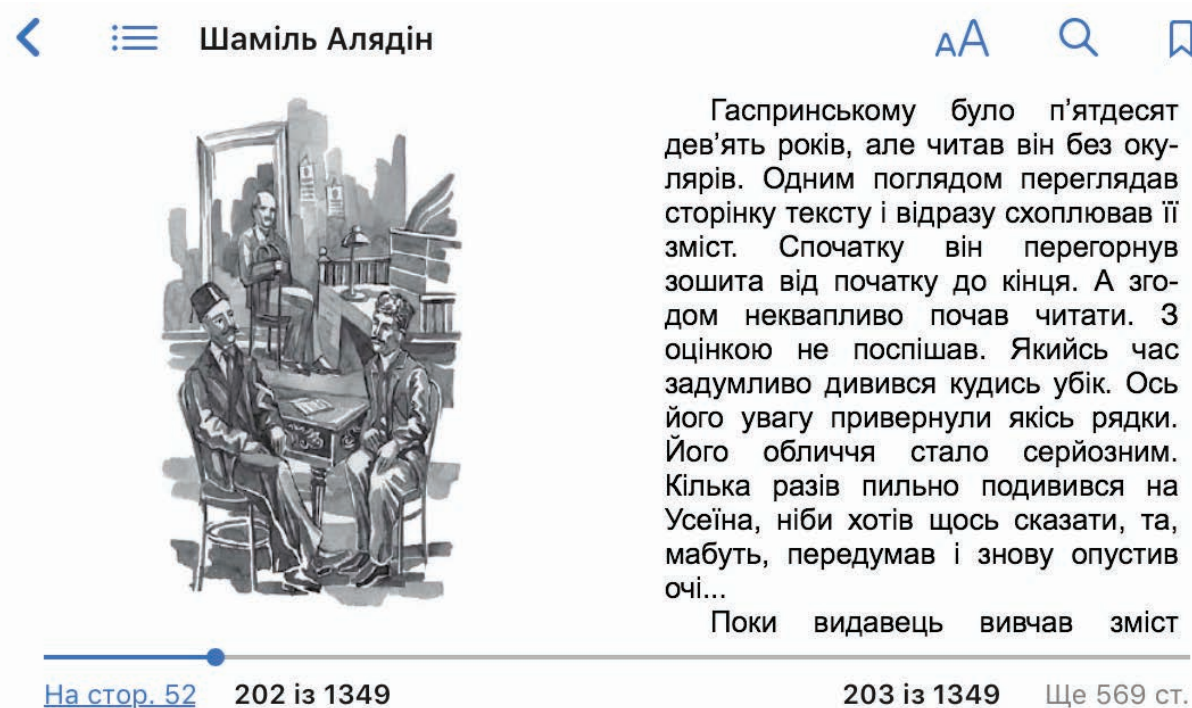 Шаміль Алядін
AA
Гаспринському було п’ятдесят
дев’ять років, але читав він без оку-
лярів. Одним поглядом переглядав
сторінку тексту і відразу схоплював її
зміст. Спочатку він перегорнув
зошита від початку до кінця. А зго-
дом неквапливо почав читати. З
оцінкою не поспішав. Якийсь час
задумливо дивився кудись убік. Ось
його увагу привернули якісь рядки.
Його обличчя стало серйозним.
Кілька разів пильно подивився на
Усеїна, ніби хотів щось сказати, та,
мабуть, передумав і знову опустив
очі...
Поки видавець вивчав зміст
На стор. 52 202 із 1349 203 із 1349 Ще 569 ст.